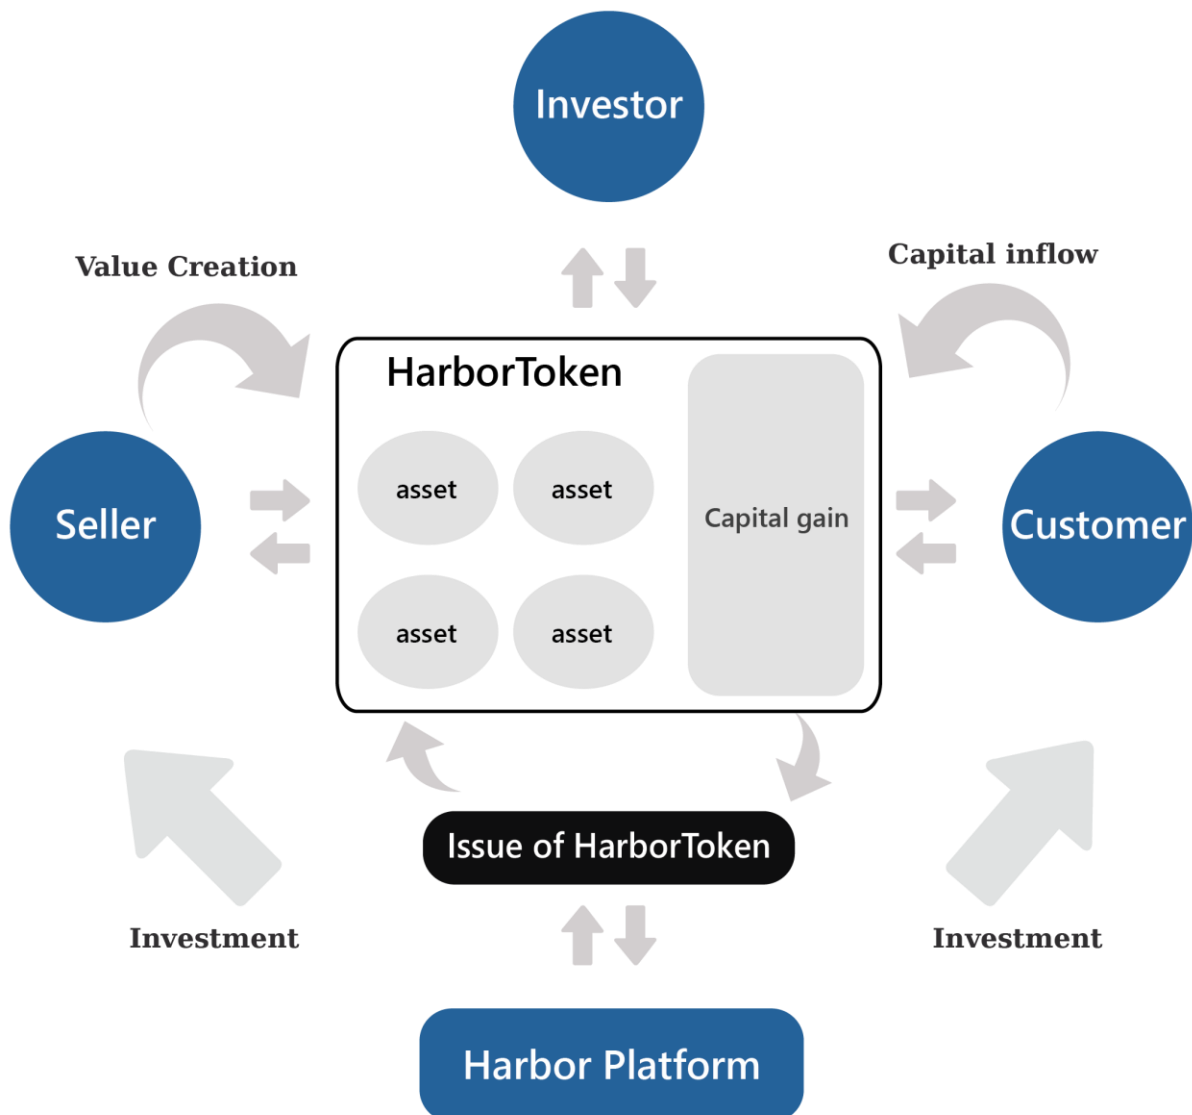 Investor
Value Creation
Capital inflow
HarborToken
asset
asset
Capital gain
Seller
Customer
asset
asset
Issue of HarborToken
Investment
Investment
Harbor Platform